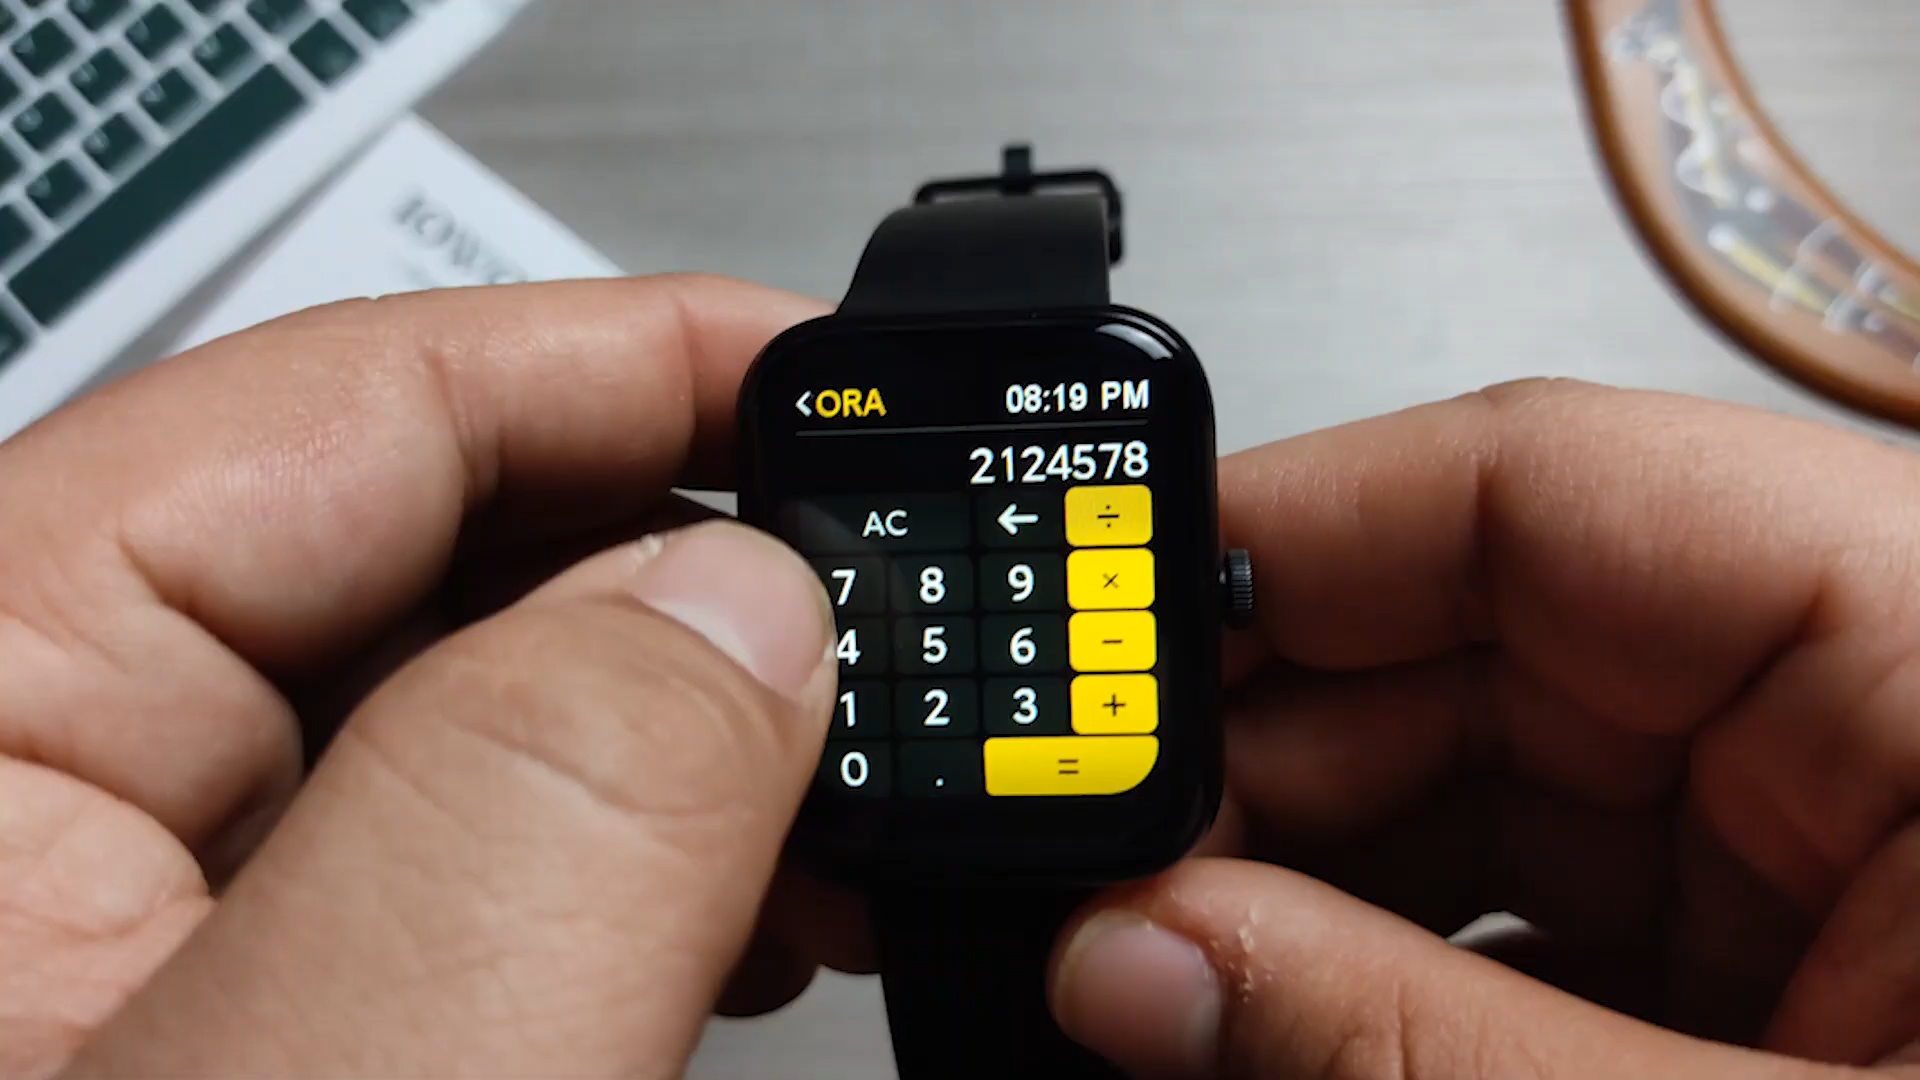 <ORA 08:19 PM
2124578
AC ← ÷
7 8 9 ×
4 5 6 −
1 2 3 +
0 . =